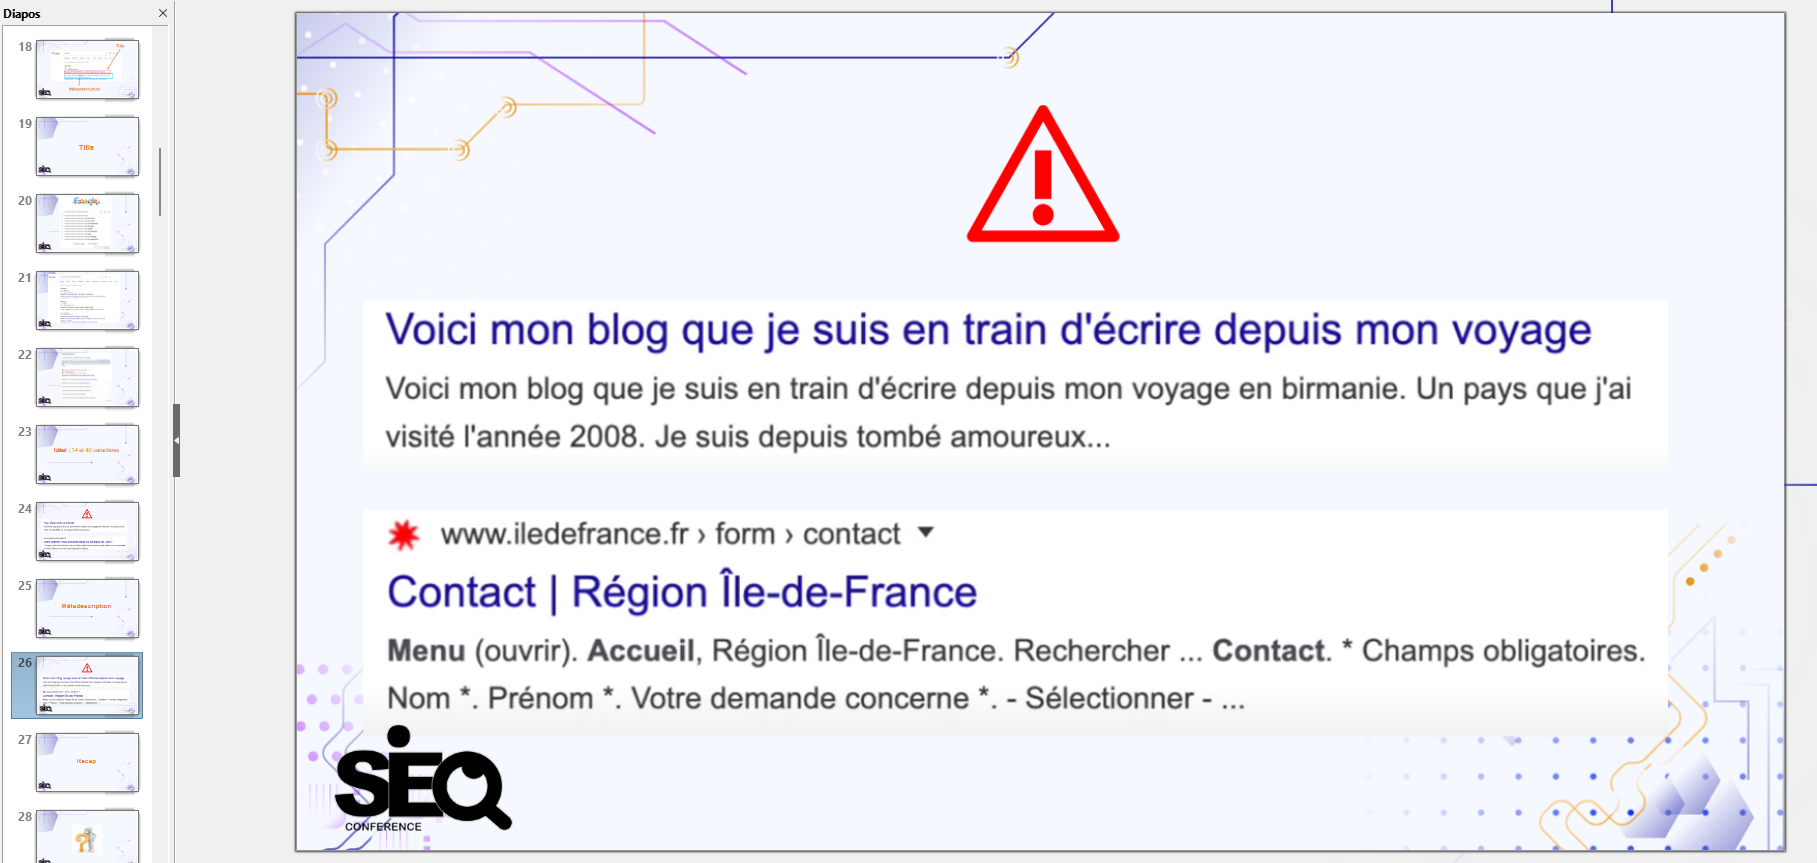 Diapos
18
Title
Métadescription
19
Title
20
Google
21
22
23
Idéal : 14 et 40 caractères
24
25
Métadescription
26
27
Recap
28
Voici mon blog que je suis en train d'écrire depuis mon voyage
Voici mon blog que je suis en train d'écrire depuis mon voyage en birmanie. Un pays que j'ai
visité l'année 2008. Je suis depuis tombé amoureux...
www.iledefrance.fr › form › contact
Contact | Région Île-de-France
Menu (ouvrir). Accueil, Région Île-de-France. Rechercher ... Contact. * Champs obligatoires.
Nom *. Prénom *. Votre demande concerne *. - Sélectionner - ...
SEQ
CONFERENCE